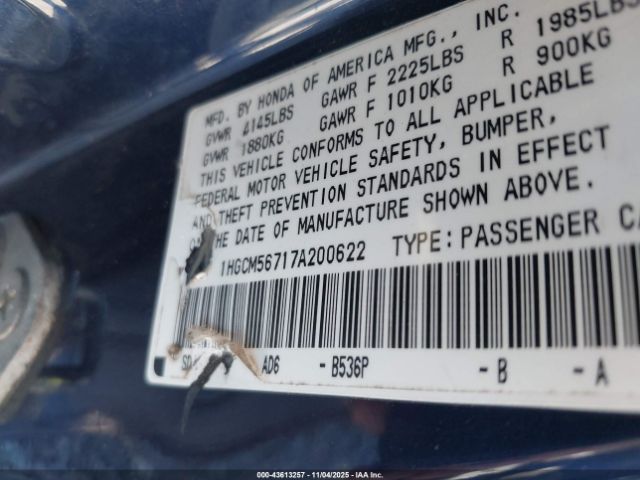 MFD. BY HONDA OF AMERICA MFG., INC.
GVWR 4145LBS GAWR F 2225LBS R 1985LBS
GVWR 1880KG GAWR F 1010KG R 900KG
THIS VEHICLE CONFORMS TO ALL APPLICABLE
FEDERAL MOTOR VEHICLE SAFETY, BUMPER,
AND THEFT PREVENTION STANDARDS IN EFFECT
ON THE DATE OF MANUFACTURE SHOWN ABOVE.
1HGCM56717A200622 TYPE: PASSENGER CA
AD6 - B536P - B - A
000-43613257 - 11/04/2025 - IAA Inc.